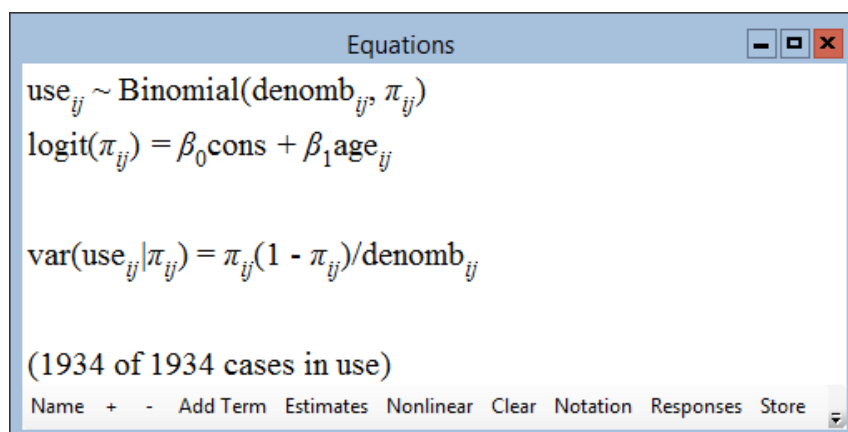 Equations
use_ij ~ Binomial(denomb_ij, π_ij)
logit(π_ij) = β_0cons + β_1age_ij
var(use_ij|π_ij) = π_ij(1 - π_ij)/denomb_ij
(1934 of 1934 cases in use)
Name + - Add Term Estimates Nonlinear Clear Notation Responses Store